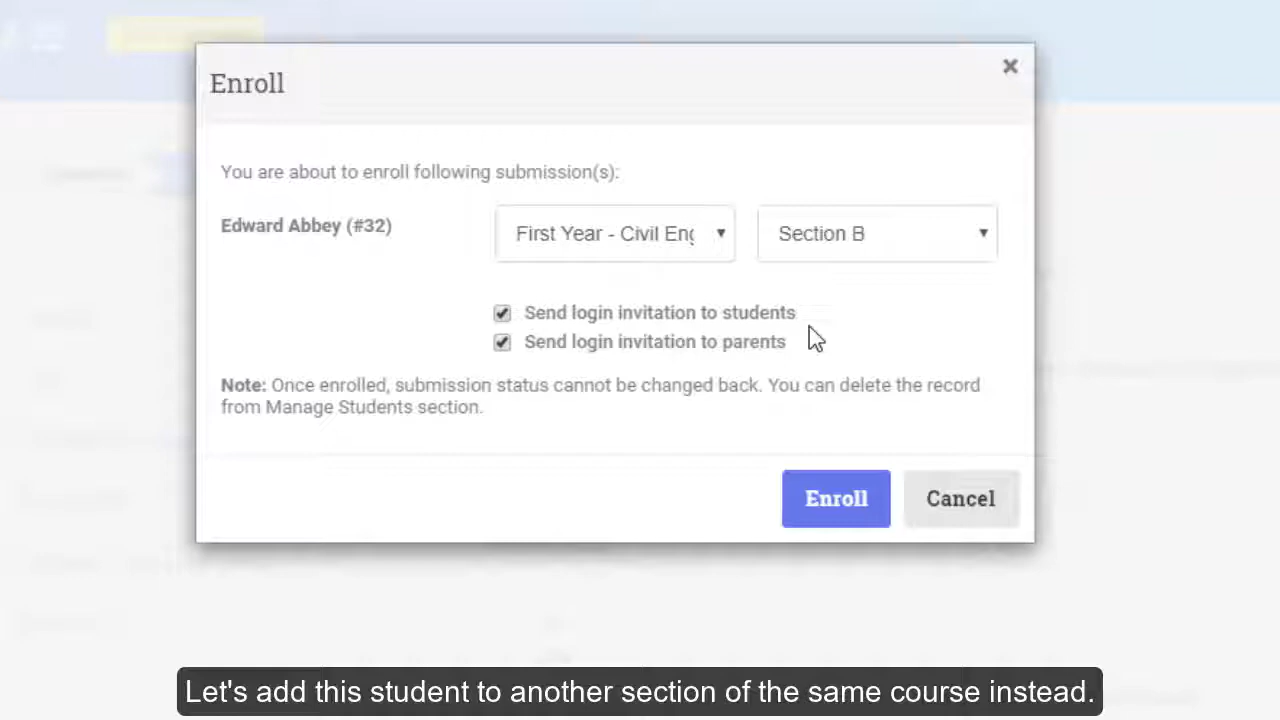 Enroll
You are about to enroll following submission(s):
Edward Abbey (#32)
First Year - Civil Eng
Section B
Send login invitation to students
Send login invitation to parents
Note: Once enrolled, submission status cannot be changed back. You can delete the record
from Manage Students section.
Enroll
Cancel
Let's add this student to another section of the same course instead.